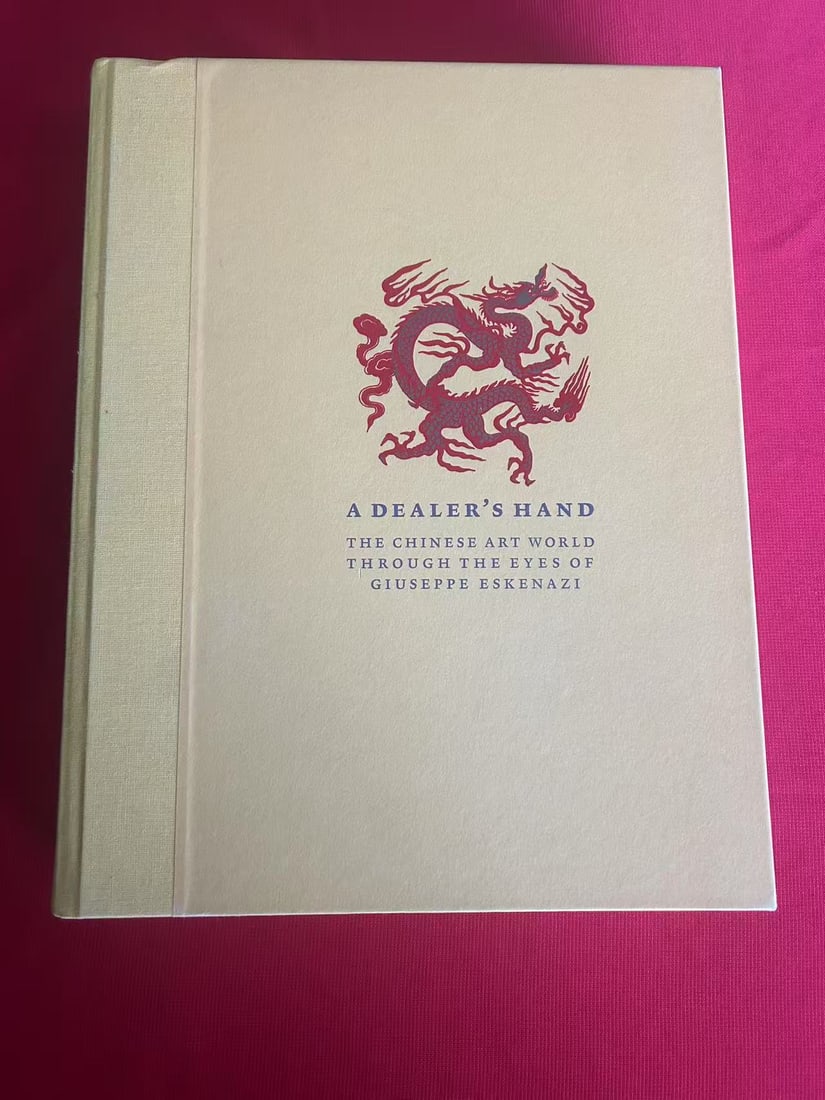 A DEALER’S HAND
THE CHINESE ART WORLD
THROUGH THE EYES OF
GIUSEPPE ESKENAZI